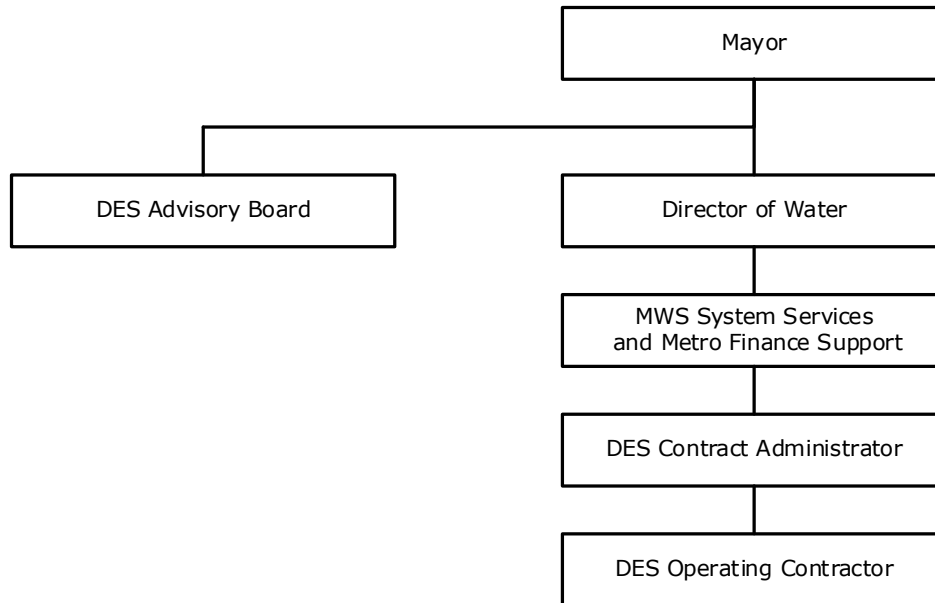 Mayor
DES Advisory Board
Director of Water
MWS System Services
and Metro Finance Support
DES Contract Administrator
DES Operating Contractor